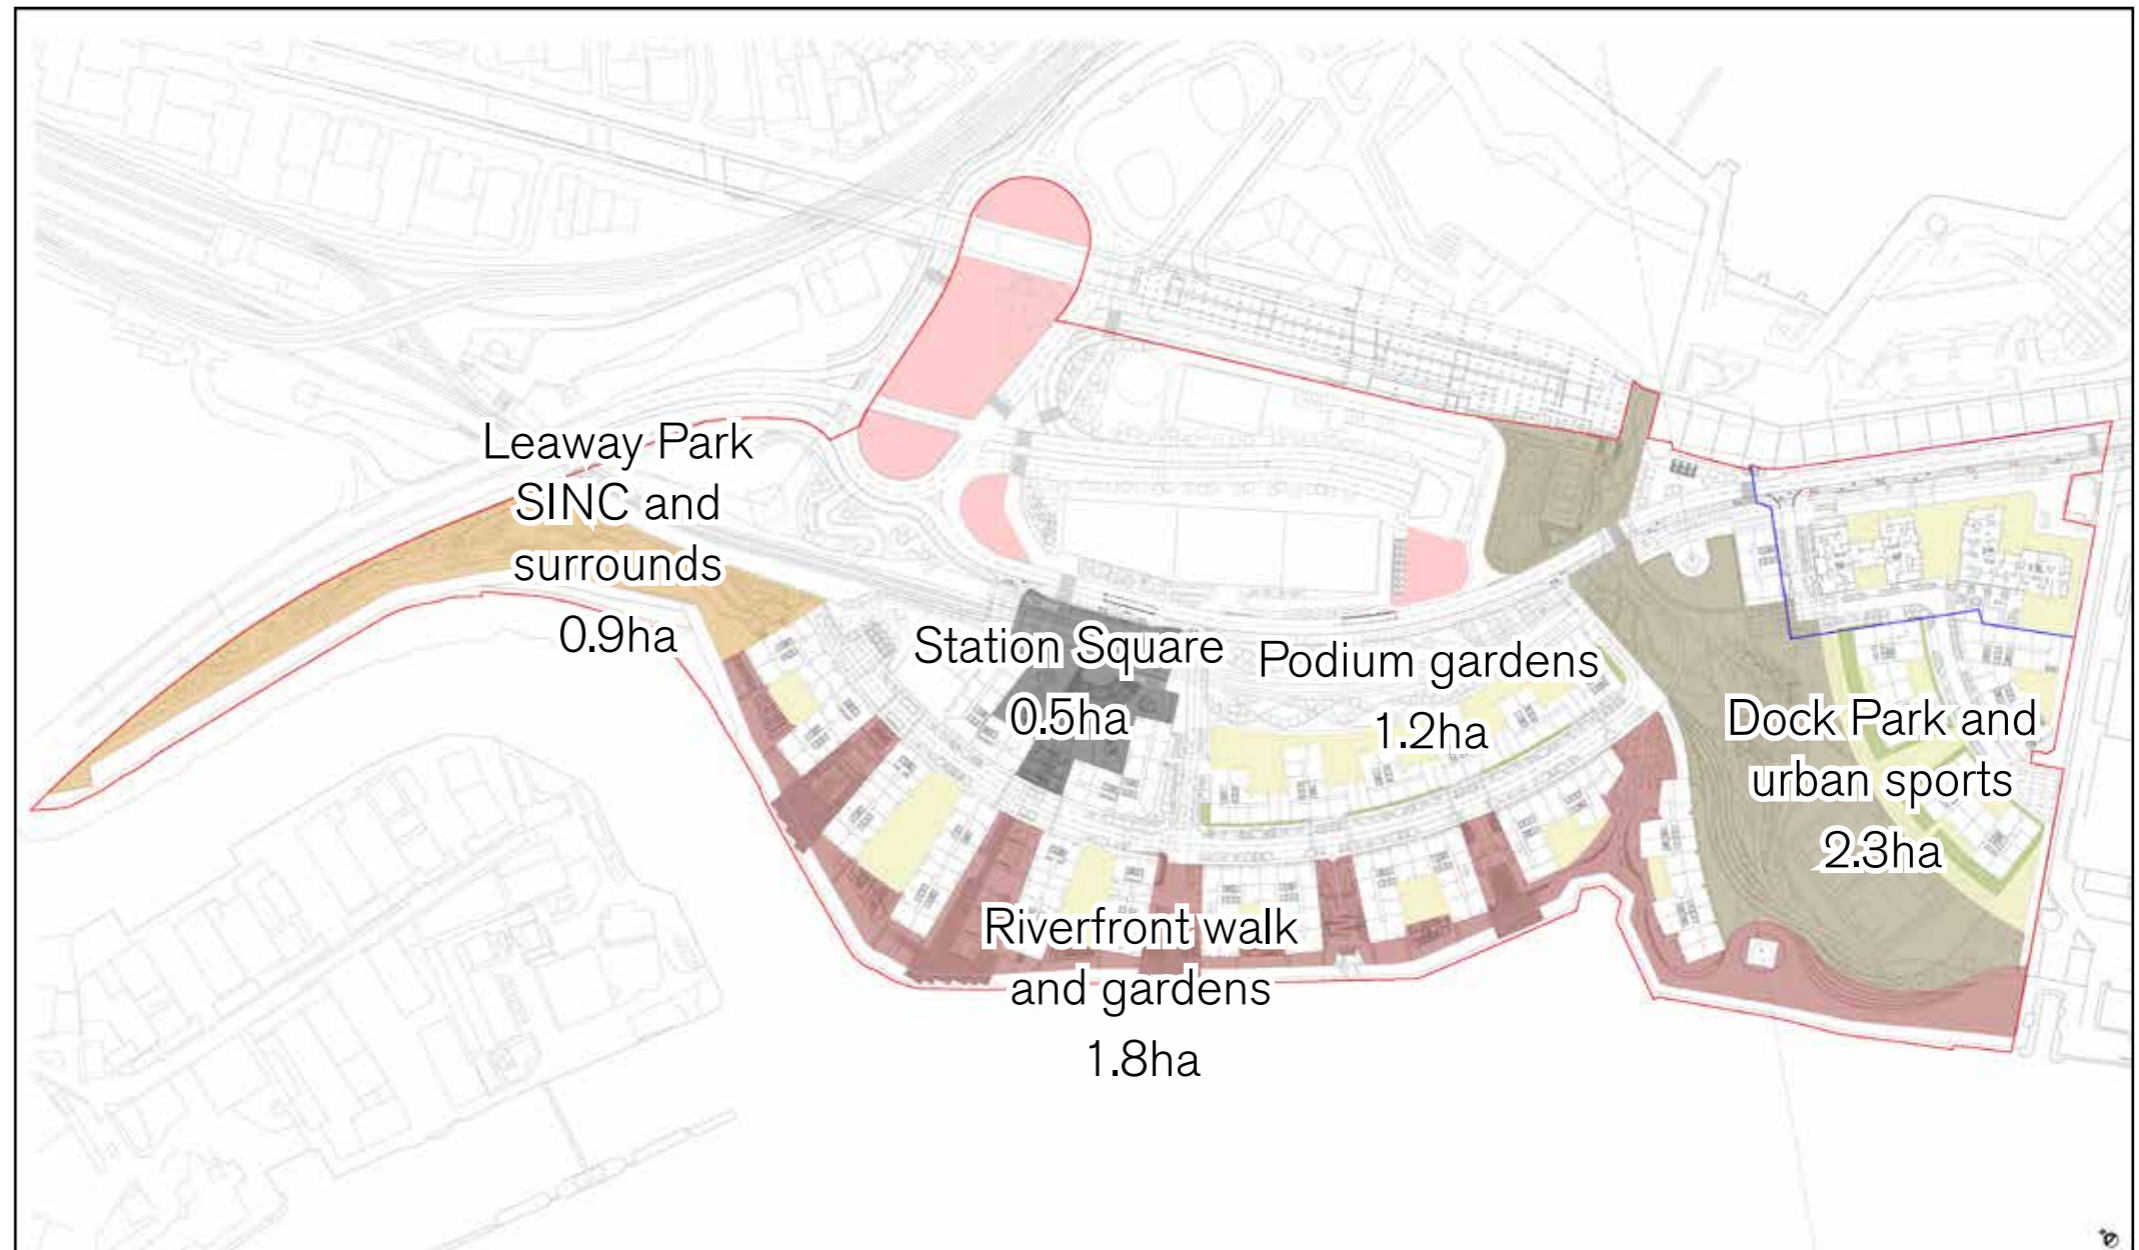 Leaway Park
SINC and
surrounds
0.9ha
Station Square
0.5ha
Podium gardens
1.2ha
Dock Park and
urban sports
2.3ha
Riverfront walk
and gardens
1.8ha